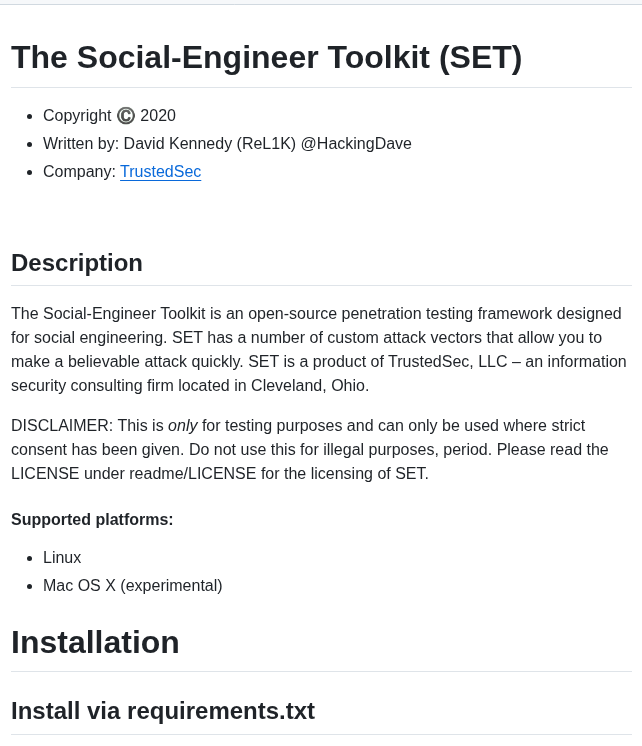 The Social-Engineer Toolkit (SET)
Copyright ©️ 2020
Written by: David Kennedy (ReL1K) @HackingDave
Company: TrustedSec
Description
The Social-Engineer Toolkit is an open-source penetration testing framework designed
for social engineering. SET has a number of custom attack vectors that allow you to
make a believable attack quickly. SET is a product of TrustedSec, LLC – an information
security consulting firm located in Cleveland, Ohio.
DISCLAIMER: This is only for testing purposes and can only be used where strict
consent has been given. Do not use this for illegal purposes, period. Please read the
LICENSE under readme/LICENSE for the licensing of SET.
Supported platforms:
Linux
Mac OS X (experimental)
Installation
Install via requirements.txt